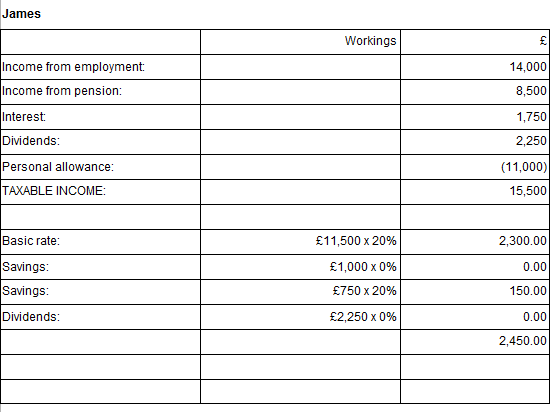 James
Workings £
Income from employment: 14,000
Income from pension: 8,500
Interest: 1,750
Dividends: 2,250
Personal allowance: (11,000)
TAXABLE INCOME: 15,500
Basic rate: £11,500 x 20% 2,300.00
Savings: £1,000 x 0% 0.00
Savings: £750 x 20% 150.00
Dividends: £2,250 x 0% 0.00
2,450.00